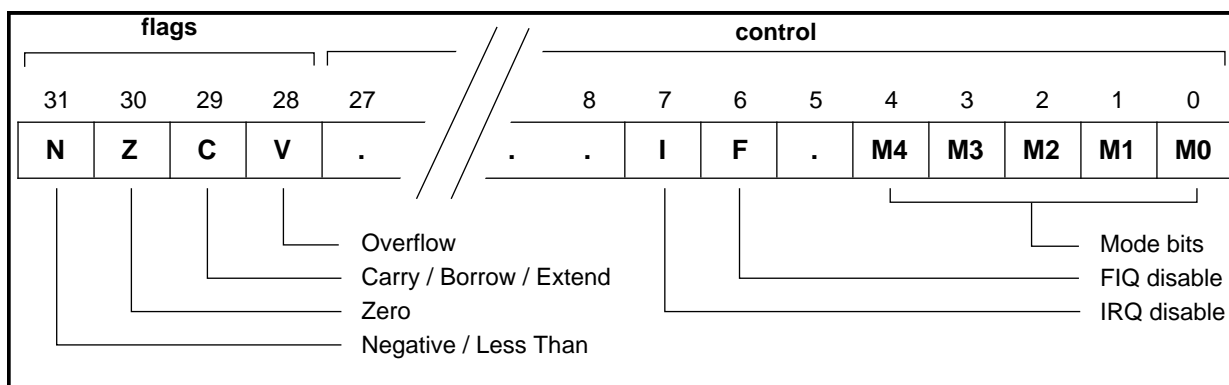 flags control
31 30 29 28 27 8 7 6 5 4 3 2 1 0
N Z C V . . . I F . M4 M3 M2 M1 M0
Overflow Mode bits
Carry / Borrow / Extend FIQ disable
Zero IRQ disable
Negative / Less Than